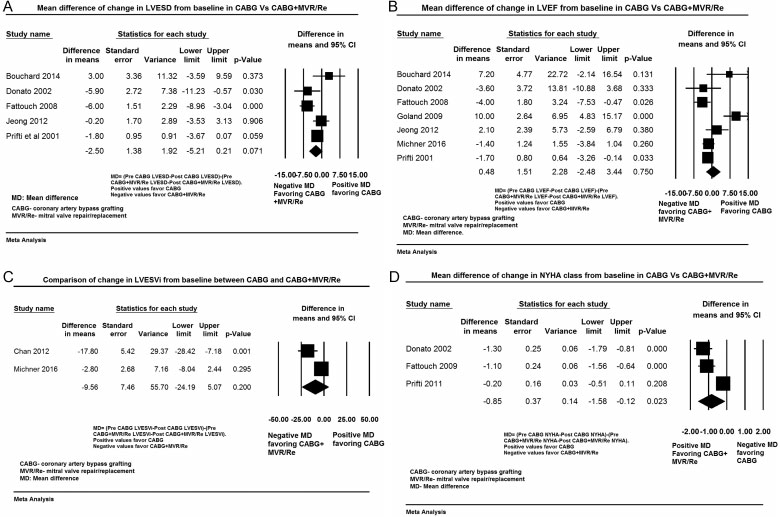 A
Mean difference of change in LVESD from baseline in CABG Vs CABG+MVR/Re
Study name
Statistics for each study
Difference in means and 95% CI
Difference in means Standard error Variance Lower limit Upper limit p-Value
Bouchard 2014 3.00 3.36 11.32 -3.59 9.59 0.373
Donato 2002 -5.90 2.72 7.38 -11.23 -0.57 0.030
Fattouch 2008 -6.00 1.51 2.29 -8.96 -3.04 0.000
Jeong 2012 -0.20 1.70 2.89 -3.53 3.13 0.906
Prifti et al 2001 -1.80 0.95 0.91 -3.67 0.07 0.059
-2.50 1.38 1.92 -5.21 0.21 0.071
-15.00 -7.50 0.00 7.50 15.00
Negative MD Favoring CABG +MVR/Re
Positive MD Favoring CABG
MD= (Pre CABG LVESD-Post CABG LVESD)-(Pre
CABG+MVR/Re LVESD-Post CABG+MVR/Re LVESD).
Positive values favor CABG
Negative values favor CABG+MVR/Re
MD: Mean difference
CABG- coronary artery bypass grafting
MVR/Re- mitral valve repair/replacement
Meta Analysis
B
Mean difference of change in LVEF from baseline in CABG Vs CABG+MVR/Re
Study name
Statistics for each study
Difference in means and 95% CI
Difference in means Standard error Variance Lower limit Upper limit p-Value
Bouchard 2014 7.20 4.77 22.72 -2.14 16.54 0.131
Donato 2002 -3.60 3.72 13.81 -10.88 3.68 0.333
Fattouch 2008 -4.00 1.80 3.24 -7.53 -0.47 0.026
Goland 2009 10.00 2.64 6.95 4.83 15.17 0.000
Jeong 2012 2.10 2.39 5.73 -2.59 6.79 0.380
Michner 2016 -1.40 1.24 1.55 -3.84 1.04 0.260
Prifti 2001 -1.70 0.80 0.64 -3.26 -0.14 0.033
0.48 1.51 2.28 -2.48 3.44 0.750
-15.00 -7.50 0.00 7.50 15.00
Negative MD Favoring CABG+ MVR/Re
Positive MD Favoring CABG
MD= (Pre CABG LVEF-Post CABG LVEF)-(Pre
CABG+MVR/Re LVEF-Post CABG+MVR/Re LVEF).
Positive values favor CABG
Negative values favor CABG+MVR/Re
CABG- coronary artery bypass grafting
MVR/Re- mitral valve repair/replacement
MD: Mean difference.
Meta Analysis
C
Comparison of change in LVESVi from baseline between CABG and CABG+MVR/Re
Study name
Statistics for each study
Difference in means and 95% CI
Difference in means Standard error Variance Lower limit Upper limit p-Value
Chan 2012 -17.80 5.42 29.37 -28.42 -7.18 0.001
Michner 2016 -2.80 2.68 7.16 -8.04 2.44 0.295
-9.56 7.46 55.70 -24.19 5.07 0.200
-50.00 -25.00 0.00 25.00 50.00
Negative MD favoring CABG+ MVR/Re
Positive MD favoring CABG
MD= (Pre CABG LVESVi-Post CABG LVESVi)-(Pre
CABG+MVR/Re LVESVi-Post CABG+MVR/Re LVESVi).
Positive values favor CABG
Negative values favor CABG+MVR/Re
CABG- coronary artery bypass grafting
MVR/Re- mitral valve repair/replacement
MD: Mean difference
Meta Analysis
D
Mean difference of change in NYHA class from baseline in CABG Vs CABG+MVR/Re
Study name
Statistics for each study
Difference in means and 95% CI
Difference in means Standard error Variance Lower limit Upper limit p-Value
Donato 2002 -1.30 0.25 0.06 -1.79 -0.81 0.000
Fattouch 2009 -1.10 0.24 0.06 -1.56 -0.64 0.000
Prifti 2011 -0.20 0.16 0.03 -0.51 0.11 0.208
-0.85 0.37 0.14 -1.58 -0.12 0.023
-2.00 -1.00 0.00 1.00 2.00
Positive MD Favoring CABG+ MVR/Re
Negative MD favoring CABG
MD= (Pre CABG NYHA-Post CABG NYHA)-(Pre
CABG+MVR/Re NYHA-Post CABG+MVR/Re NYHA).
Positive values favor CABG
Negative values favor CABG+MVR/Re
CABG- coronary artery bypass grafting
MVR/Re- mitral valve repair/replacement
MD- Mean difference
Meta Analysis